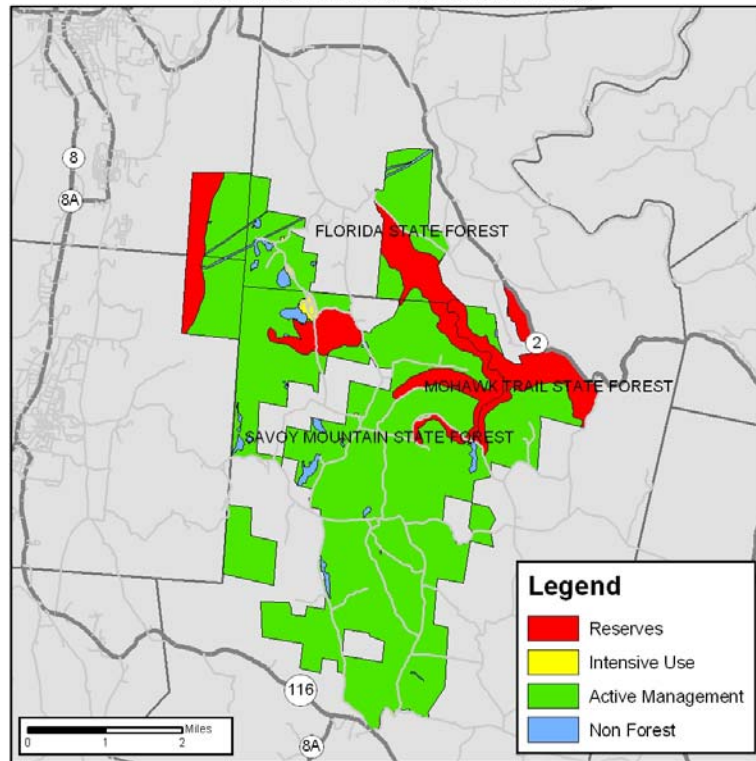 8
8A
FLORIDA STATE FOREST
2
MOHAWK TRAIL STATE FOREST
SAVOY MOUNTAIN STATE FOREST
116
8A
Legend
Reserves
Intensive Use
Active Management
Non Forest
Miles
0 1 2